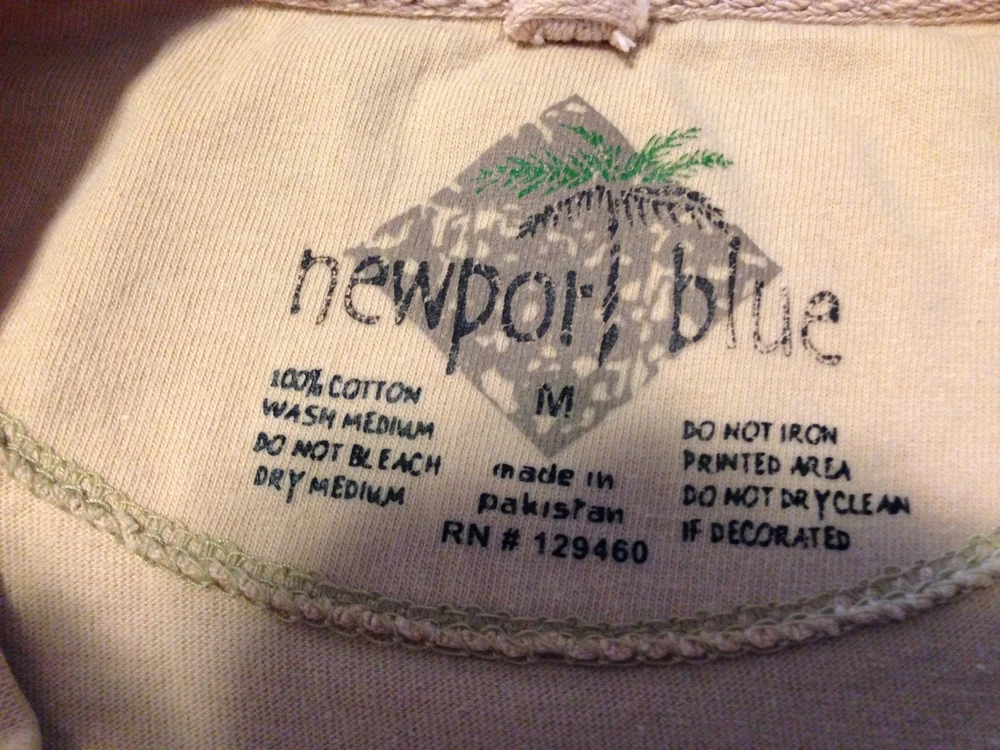 newport blue
M
100% COTTON
WASH MEDIUM
DO NOT BLEACH
DRY MEDIUM
made in
pakistan
RN # 129460
DO NOT IRON
PRINTED AREA
DO NOT DRYCLEAN
IF DECORATED